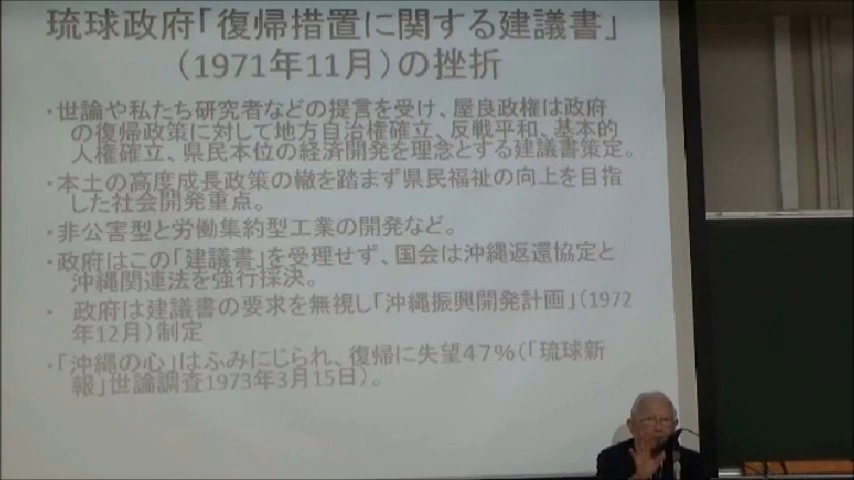 琉球政府「復帰措置に関する建議書」
（1971年11月）の挫折
・世論や私たち研究者などの提言を受け、屋良政権は政府
の復帰政策に対して地方自治権確立、反戦平和、基本的
人権確立、県民本位の経済開発を理念とする建議書策定。
・本土の高度成長政策の轍を踏まず県民福祉の向上を目指
した社会開発重点。
・非公害型と労働集約型工業の開発など。
・政府はこの「建議書」を受理せず、国会は沖縄返還協定と
沖縄関連法を強行採決。
・ 政府は建議書の要求を無視し「沖縄振興開発計画」（1972
年12月）制定
・「沖縄の心」はふみにじられ、復帰に失望47％（「琉球新
報」世論調査1973年3月15日）。